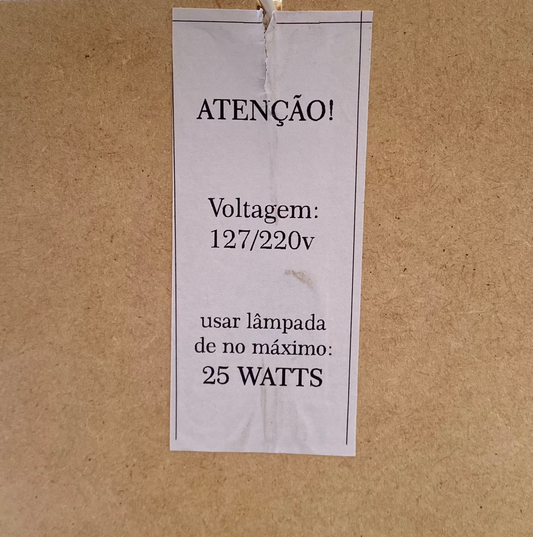 ATENÇÃO!
Voltagem:
127/220v
usar lâmpada
de no máximo:
25 WATTS